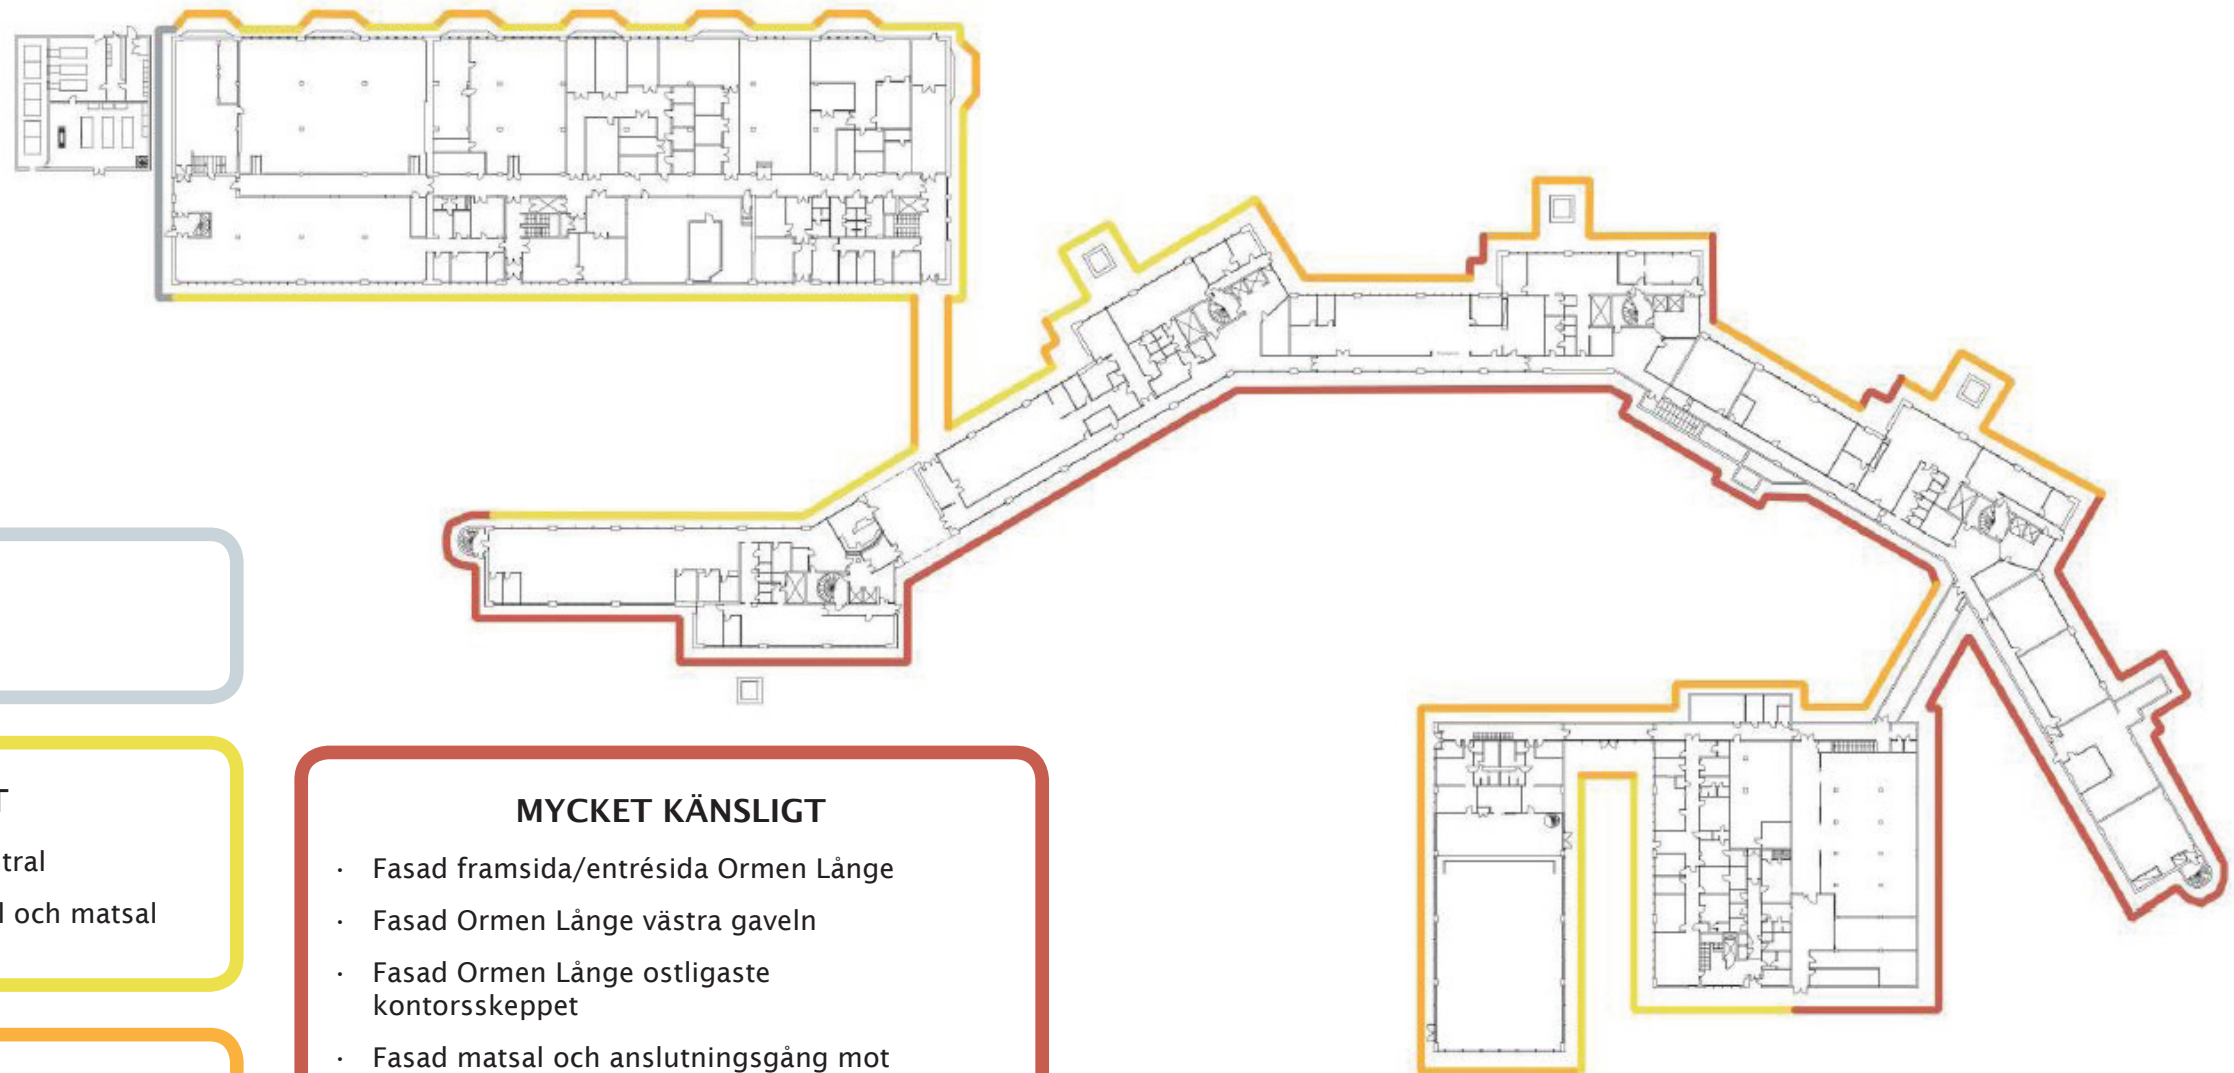 T
tral
l och matsal
MYCKET KÄNSLIGT
· Fasad framsida/entrésida Ormen Långe
· Fasad Ormen Långe västra gaveln
· Fasad Ormen Långe ostligaste
kontorsskeppet
· Fasad matsal och anslutningsgång mot